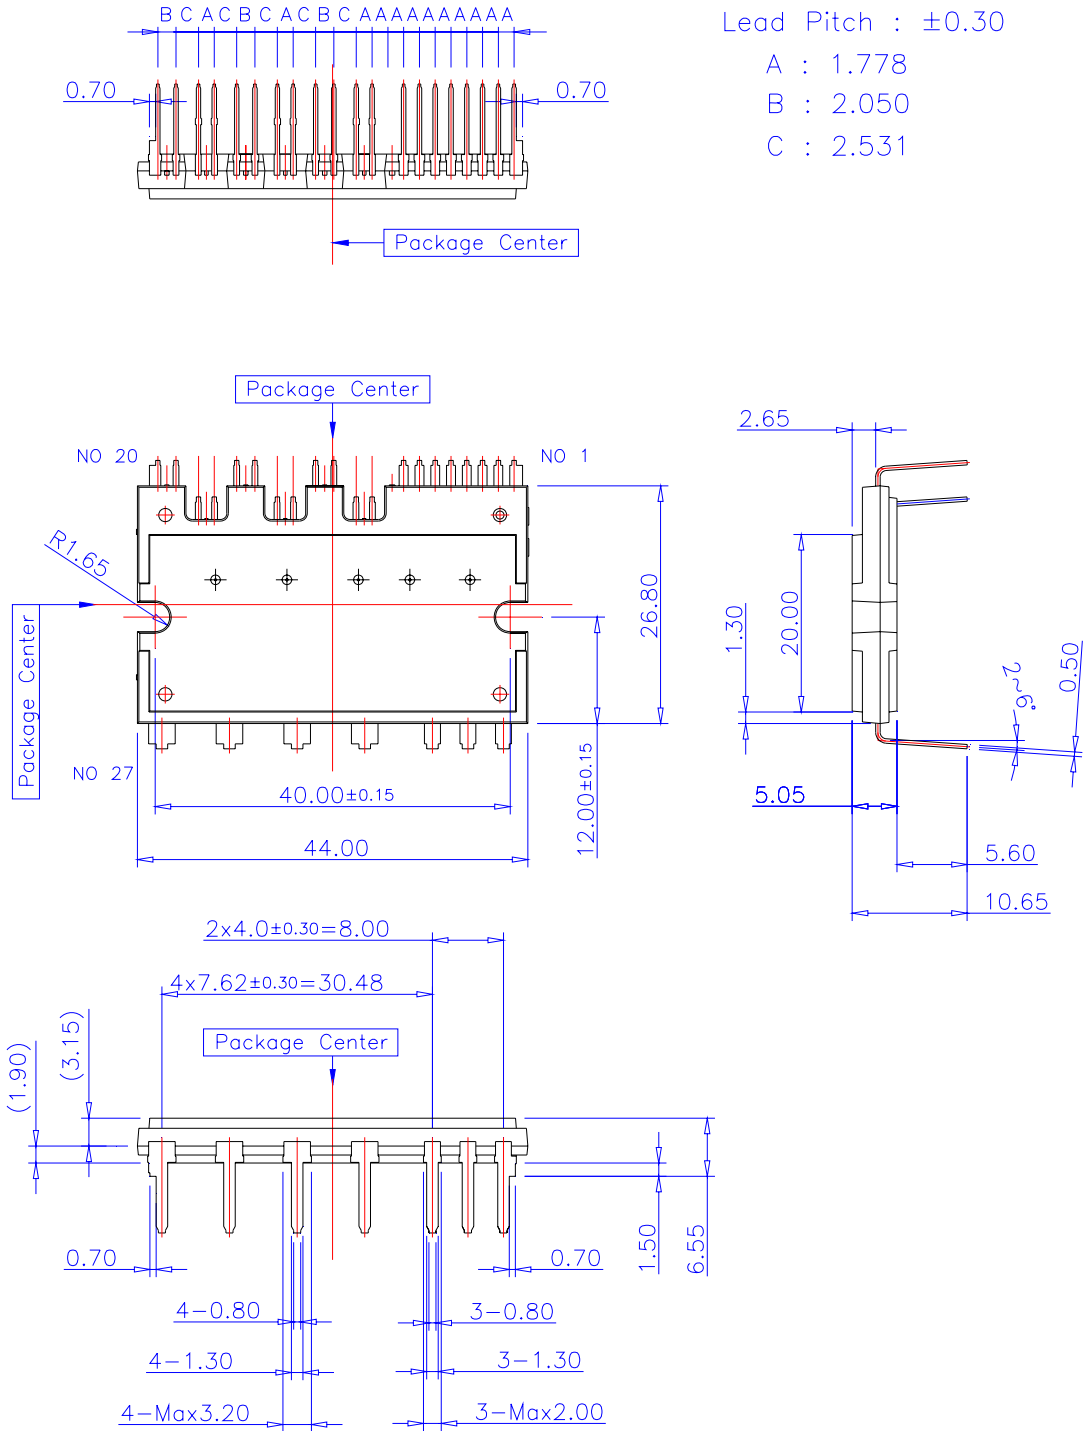 B C A C B C A C B C A A A A A A A A A A
Lead Pitch : ±0.30
A : 1.778
B : 2.050
C : 2.531
0.70
0.70
Package Center
Package Center
NO 20
NO 1
2.65
R1.65
Package Center
26.80
1.30
20.00
2~6°
0.50
NO 27
40.00±0.15
12.00±0.15
5.05
44.00
5.60
10.65
2x4.0±0.30=8.00
4x7.62±0.30=30.48
Package Center
(1.90)
(3.15)
0.70
0.70
1.50
6.55
4-0.80
3-0.80
4-1.30
3-1.30
4-Max3.20
3-Max2.00